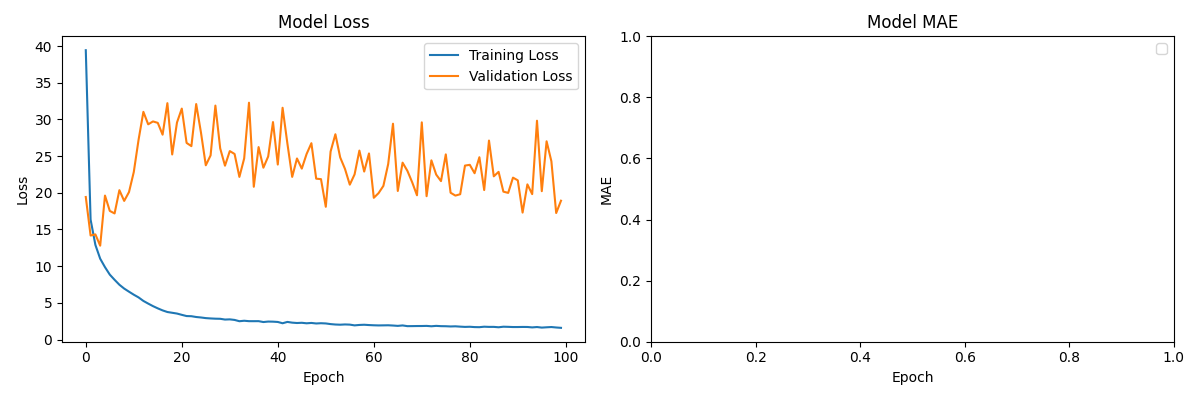 Model Loss
Loss
40
35
30
25
20
15
10
5
0
0 20 40 60 80 100
Epoch
Training Loss
Validation Loss
Model MAE
MAE
1.0
0.8
0.6
0.4
0.2
0.0
0.0 0.2 0.4 0.6 0.8 1.0
Epoch